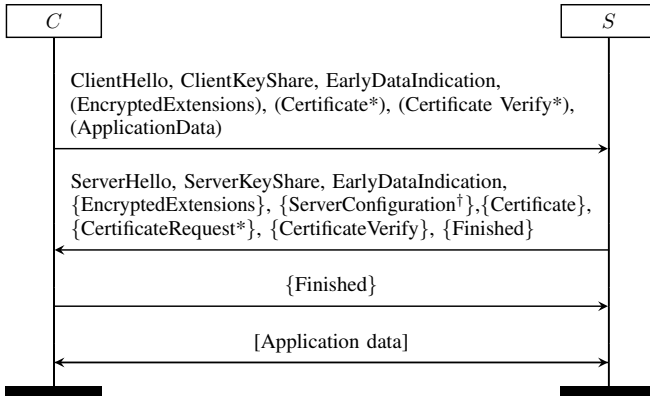 C
S
ClientHello, ClientKeyShare, EarlyDataIndication,
(EncryptedExtensions), (Certificate*), (Certificate Verify*),
(ApplicationData)
ServerHello, ServerKeyShare, EarlyDataIndication,
{EncryptedExtensions}, {ServerConfiguration†},{Certificate},
{CertificateRequest*}, {CertificateVerify}, {Finished}
{Finished}
[Application data]